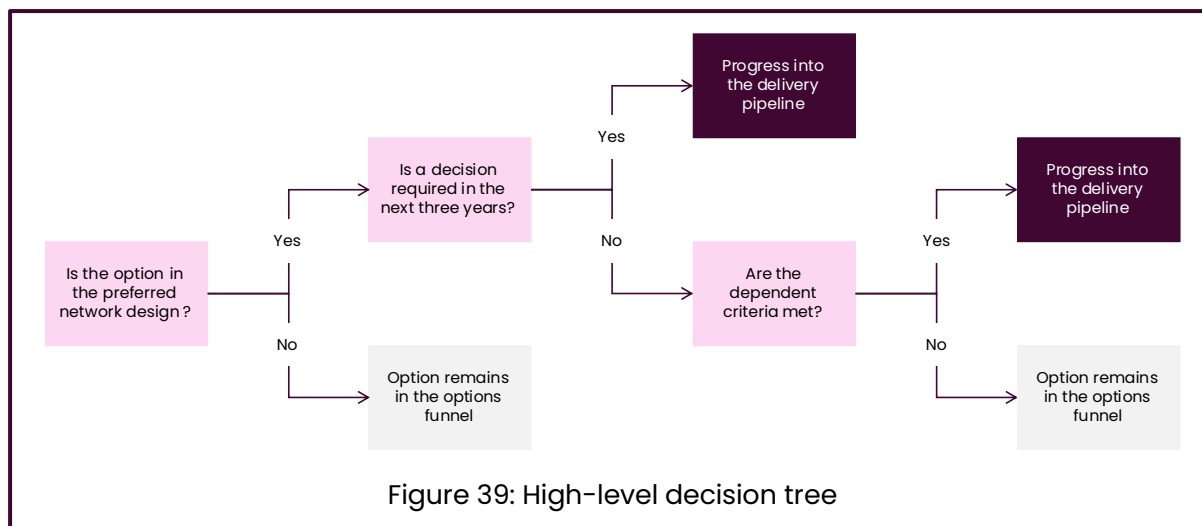 Is the option in
the preferred
network design ?
Yes
No
Is a decision
required in the
next three years?
Option remains
in the options
funnel
Yes
No
Progress into
the delivery
pipeline
Are the
dependent
criteria met?
Yes
No
Progress into
the delivery
pipeline
Option remains
in the options
funnel
Figure 39: High-level decision tree